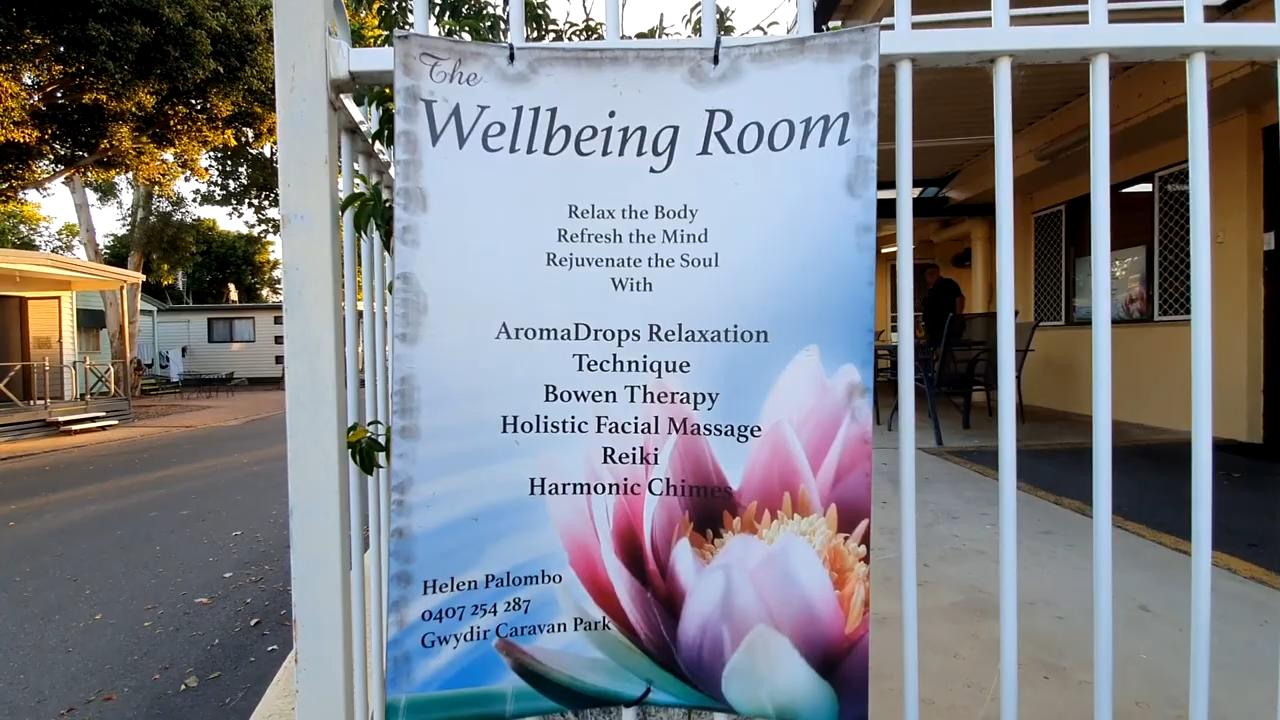 The
Wellbeing Room
Relax the Body
Refresh the Mind
Rejuvenate the Soul
With
AromaDrops Relaxation
Technique
Bowen Therapy
Holistic Facial Massage
Reiki
Harmonic Chimes
Helen Palombo
0407 254 287
Gwydir Caravan Park